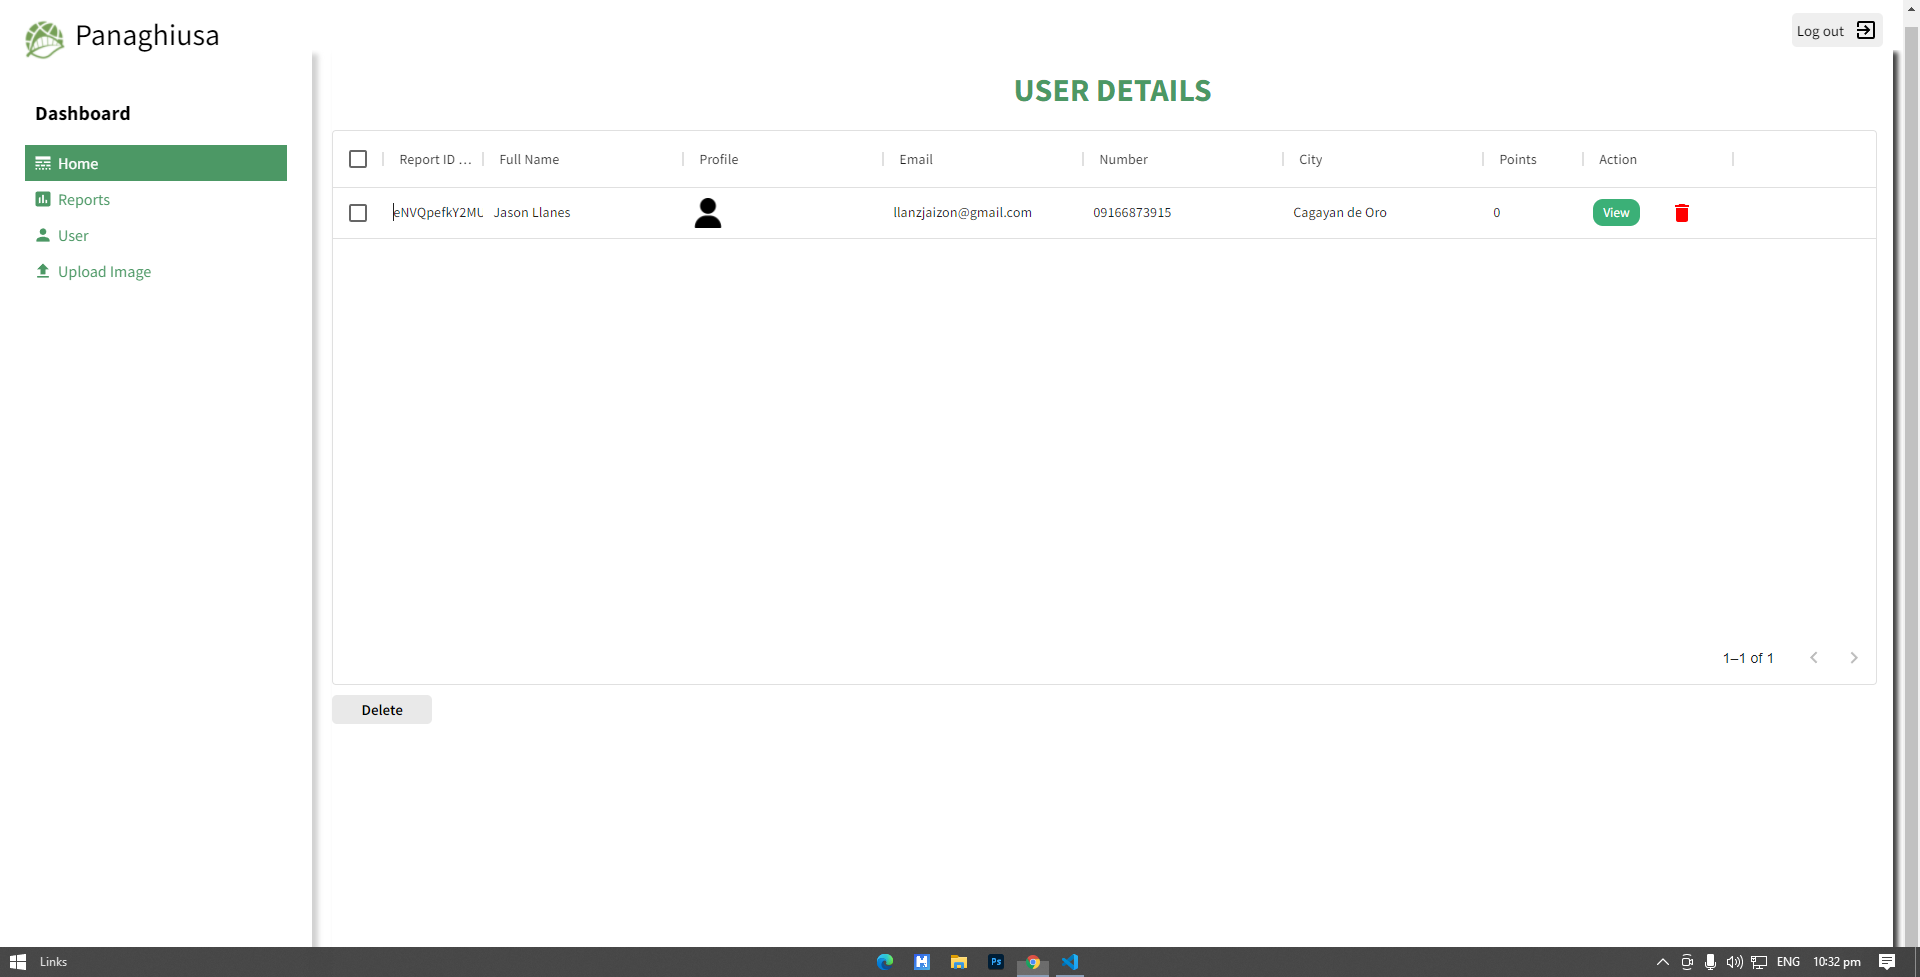 Panaghiusa
Log out
Dashboard
Home
Reports
User
Upload Image
USER DETAILS
Report ID ... Full Name Profile Email Number City Points Action
eNVQpefkY2MU Jason Llanes llanzjaizon@gmail.com 09166873915 Cagayan de Oro 0 View
1–1 of 1
Delete
Links Ps ENG 10:32 pm